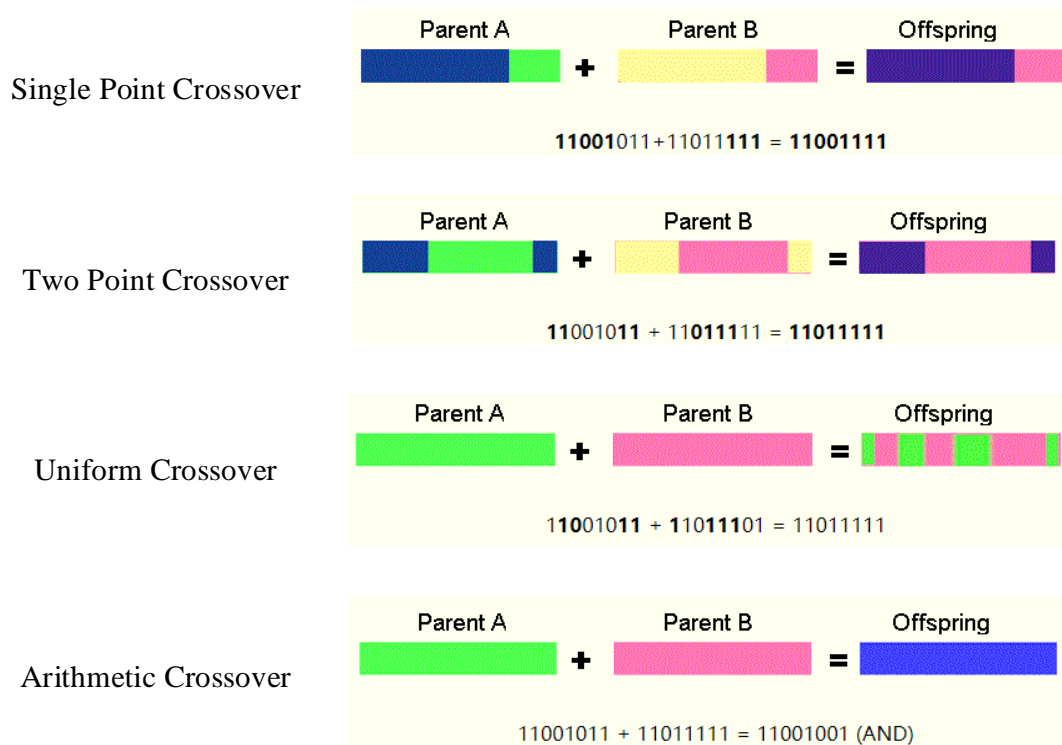 Parent A Parent B Offspring
+ =
Single Point Crossover
11001011+11011111 = 11001111
Parent A Parent B Offspring
+ =
Two Point Crossover
11001011 + 11011111 = 11011111
Parent A Parent B Offspring
+ =
Uniform Crossover
11001011 + 11011101 = 11011111
Parent A Parent B Offspring
+ =
Arithmetic Crossover
11001011 + 11011111 = 11001001 (AND)